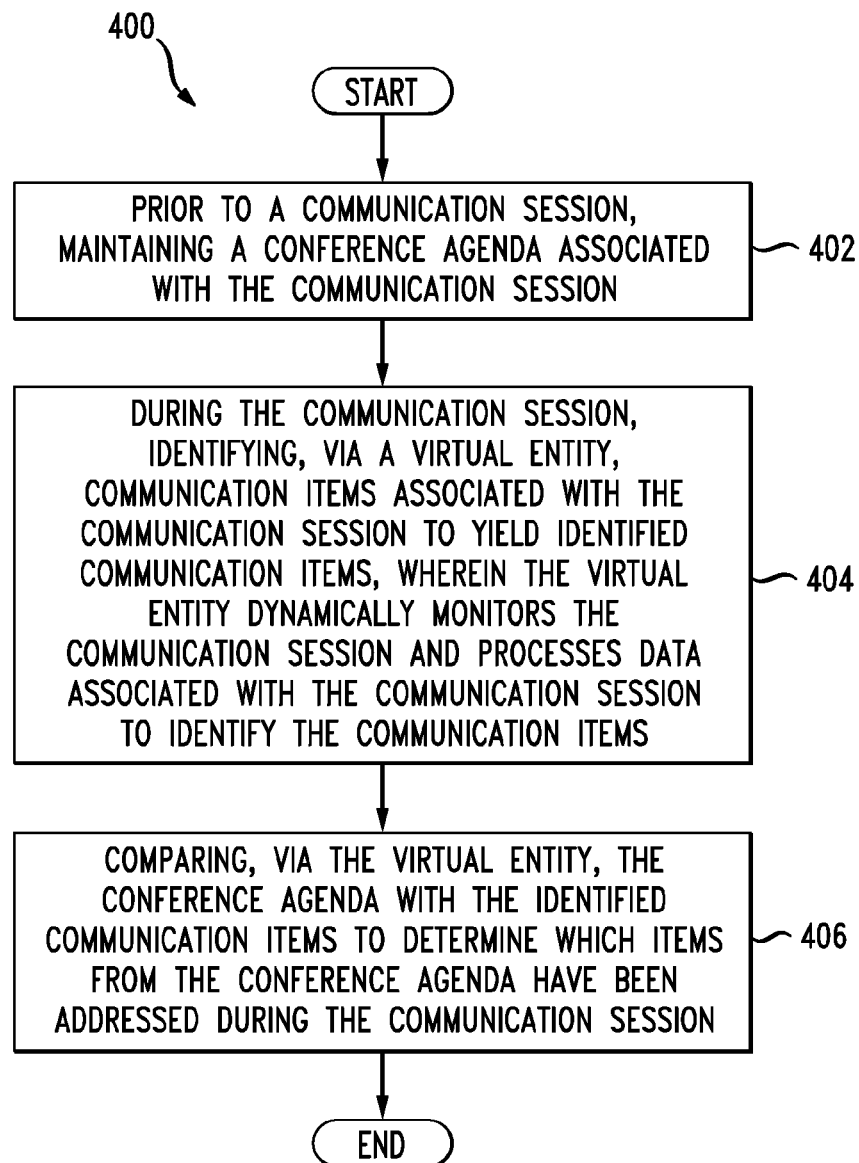 400
START
PRIOR TO A COMMUNICATION SESSION,
MAINTAINING A CONFERENCE AGENDA ASSOCIATED
WITH THE COMMUNICATION SESSION
402
DURING THE COMMUNICATION SESSION,
IDENTIFYING, VIA A VIRTUAL ENTITY,
COMMUNICATION ITEMS ASSOCIATED WITH THE
COMMUNICATION SESSION TO YIELD IDENTIFIED
COMMUNICATION ITEMS, WHEREIN THE VIRTUAL
ENTITY DYNAMICALLY MONITORS THE
COMMUNICATION SESSION AND PROCESSES DATA
ASSOCIATED WITH THE COMMUNICATION SESSION
TO IDENTIFY THE COMMUNICATION ITEMS
404
COMPARING, VIA THE VIRTUAL ENTITY, THE
CONFERENCE AGENDA WITH THE IDENTIFIED
COMMUNICATION ITEMS TO DETERMINE WHICH ITEMS
FROM THE CONFERENCE AGENDA HAVE BEEN
ADDRESSED DURING THE COMMUNICATION SESSION
406
END